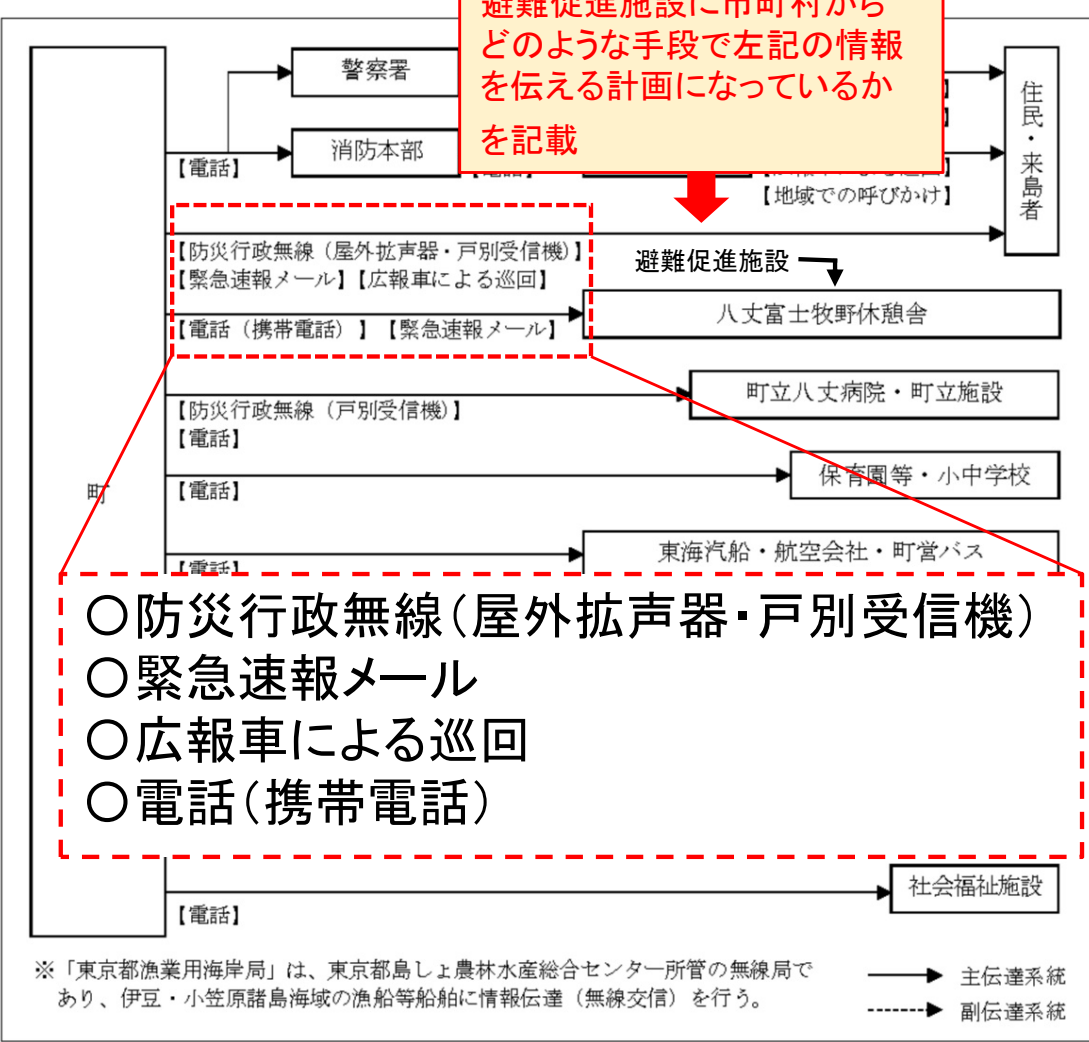 避難促進施設に市町村から
どのような手段で左記の情報
を伝える計画になっているか
を記載
警察署
消防本部
【電話】
住民・来島者
【地域での呼びかけ】
【防災行政無線（屋外拡声器・戸別受信機）】
【緊急速報メール】【広報車による巡回】
避難促進施設
八丈富士牧野休憩舎
【電話（携帯電話）】【緊急速報メール】
町立八丈病院・町立施設
【防災行政無線（戸別受信機）】
【電話】
保育園等・小中学校
町
【電話】
東海汽船・航空会社・町営バス
【電話】
○防災行政無線(屋外拡声器・戸別受信機)
○緊急速報メール
○広報車による巡回
○電話(携帯電話)
社会福祉施設
【電話】
※「東京都漁業用海岸局」は、東京都島しょ農林水産総合センター所管の無線局で
あり、伊豆・小笠原諸島海域の漁船等船舶に情報伝達（無線交信）を行う。
主伝達系統
副伝達系統